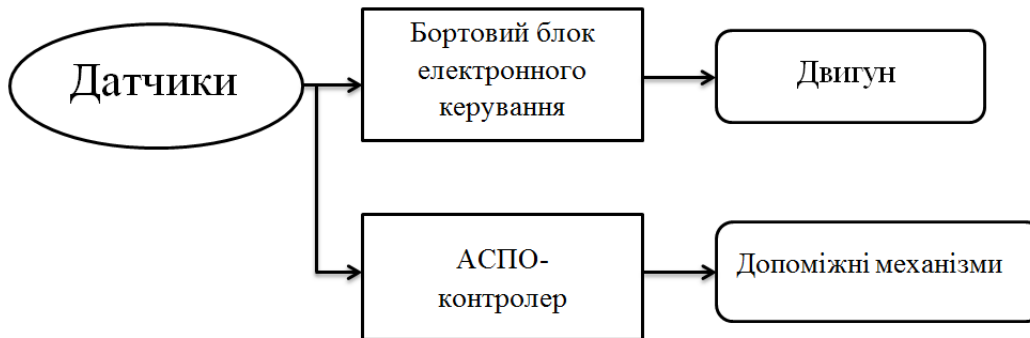 Датчики
Бортовий блок
електронного
керування
Двигун
АСПО-
контролер
Допоміжні механізми